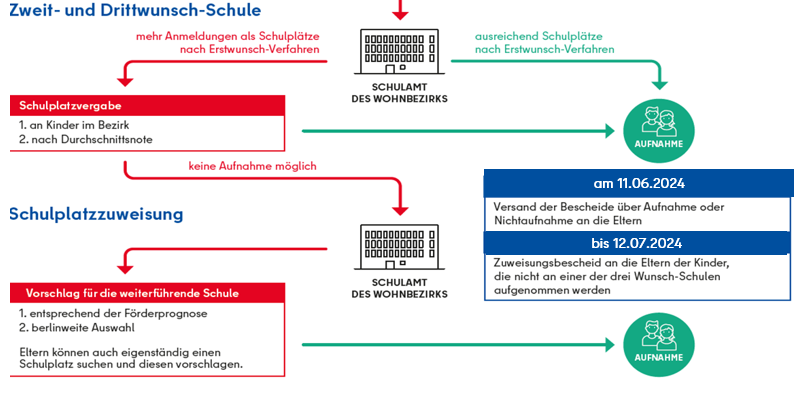 Zweit- und Drittwunsch-Schule
mehr Anmeldungen als Schulplätze
nach Erstwunsch-Verfahren
ausreichend Schulplätze
nach Erstwunsch-Verfahren
SCHULAMT
DES WOHNBEZIRKS
Schulplatzvergabe
1. an Kinder im Bezirk
2. nach Durchschnittsnote
AUFNAHME
keine Aufnahme möglich
am 11.06.2024
Versand der Bescheide über Aufnahme oder
Nichtaufnahme an die Eltern
bis 12.07.2024
Zuweisungsbescheid an die Eltern der Kinder,
die nicht an einer der drei Wunsch-Schulen
aufgenommen werden
Schulplatzzuweisung
SCHULAMT
DES WOHNBEZIRKS
Vorschlag für die weiterführende Schule
1. entsprechend der Förderprognose
2. berlinweite Auswahl
Eltern können auch eigenständig einen
Schulplatz suchen und diesen vorschlagen.
AUFNAHME